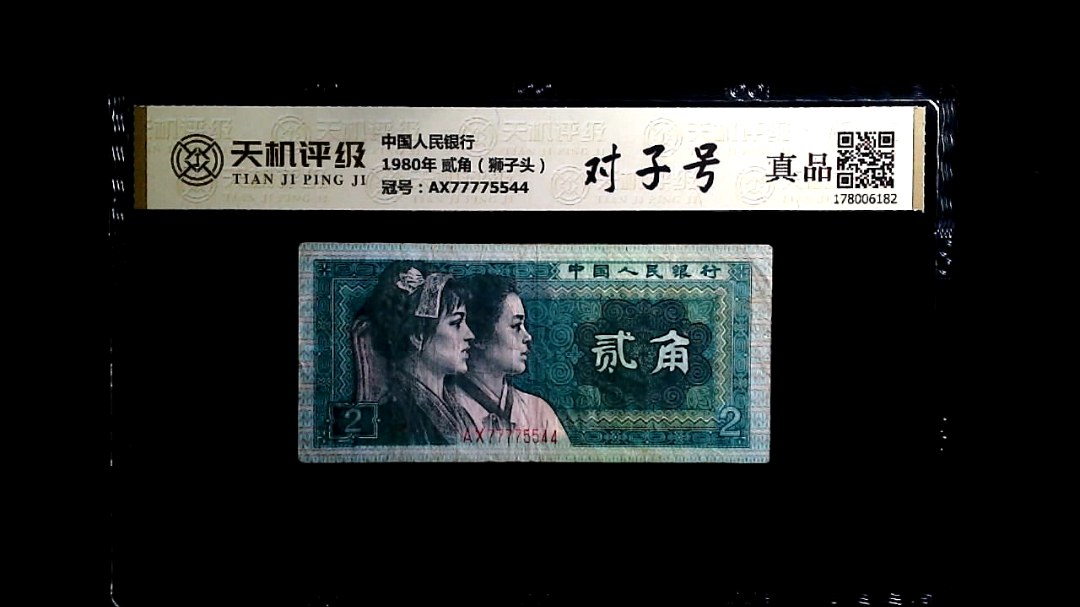 天机评级
TIAN JI PING JI
中国人民银行
1980年 贰角（狮子头）
冠号：AX77775544
对子号
真品
178006182
中国人民银行
贰角
2
2
AX77775544